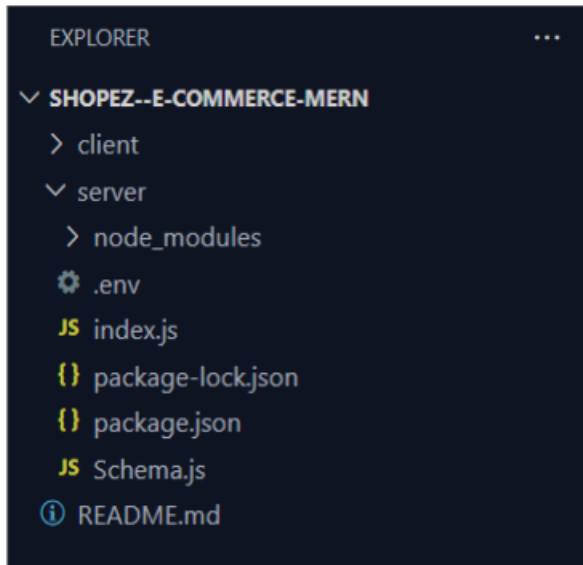 EXPLORER ...
SHOPEZ--E-COMMERCE-MERN
client
server
node_modules
.env
JS index.js
{} package-lock.json
{} package.json
JS Schema.js
README.md